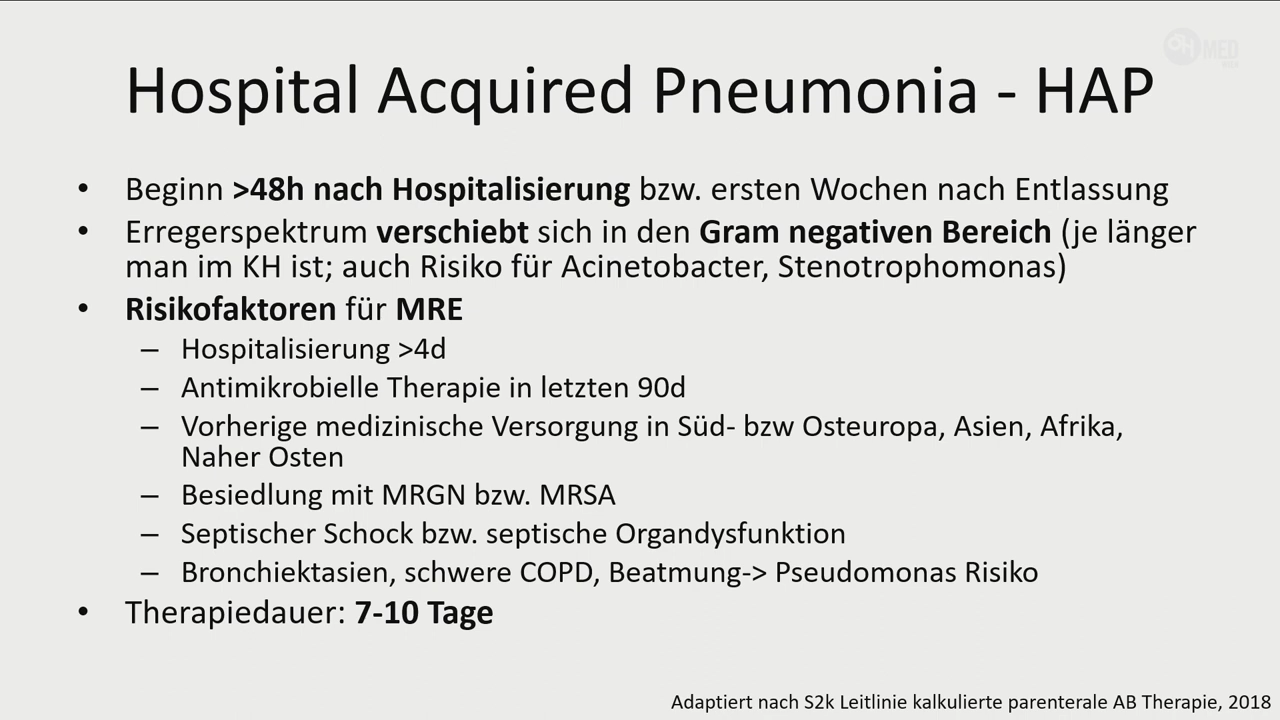 Hospital Acquired Pneumonia - HAP
• Beginn >48h nach Hospitalisierung bzw. ersten Wochen nach Entlassung
• Erregerspektrum verschiebt sich in den Gram negativen Bereich (je länger
man im KH ist; auch Risiko für Acinetobacter, Stenotrophomonas)
• Risikofaktoren für MRE
– Hospitalisierung >4d
– Antimikrobielle Therapie in letzten 90d
– Vorherige medizinische Versorgung in Süd- bzw Osteuropa, Asien, Afrika,
Naher Osten
– Besiedlung mit MRGN bzw. MRSA
– Septischer Schock bzw. septische Organdysfunktion
– Bronchiektasien, schwere COPD, Beatmung-> Pseudomonas Risiko
• Therapiedauer: 7-10 Tage
Adaptiert nach S2k Leitlinie kalkulierte parenterale AB Therapie, 2018